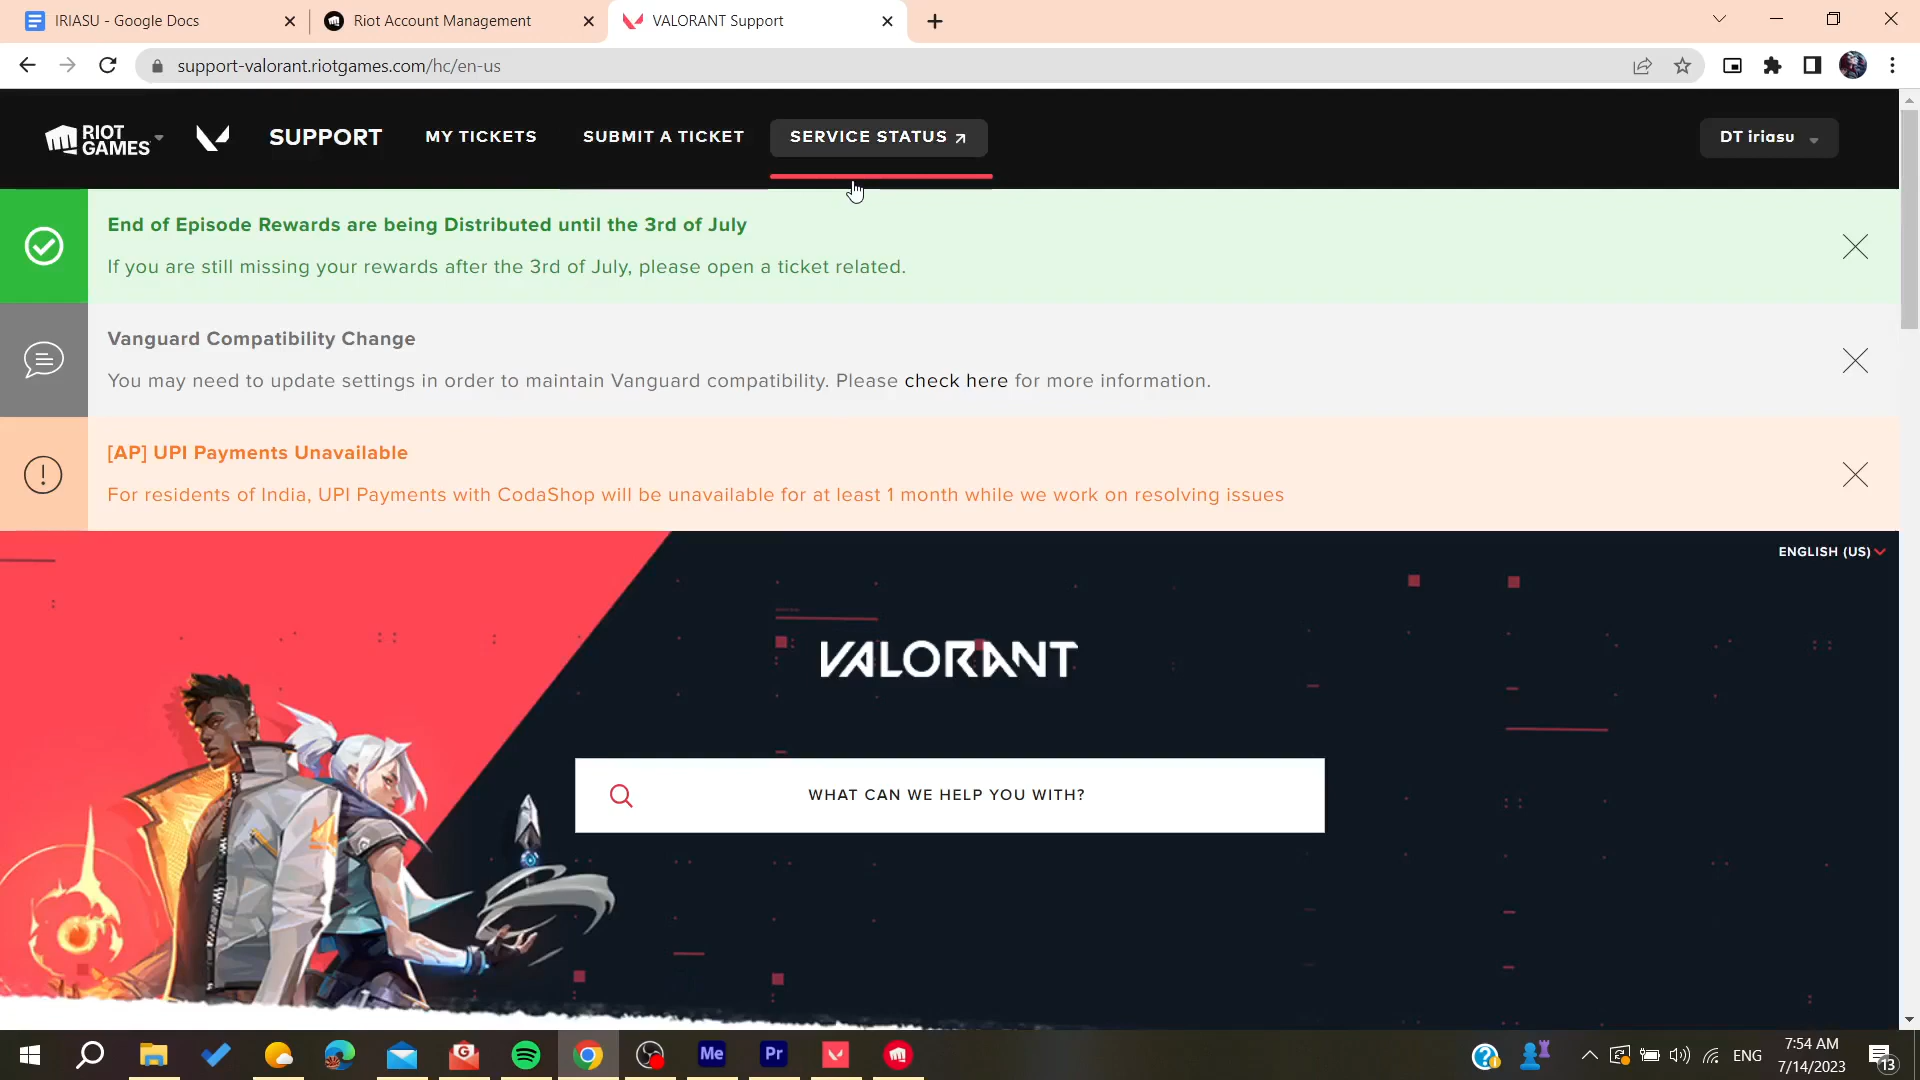 IRIASU - Google Docs
Riot Account Management
VALORANT Support
support-valorant.riotgames.com/hc/en-us
RIOT
GAMES
SUPPORT
MY TICKETS
SUBMIT A TICKET
SERVICE STATUS
DT iriasu
End of Episode Rewards are being Distributed until the 3rd of July
If you are still missing your rewards after the 3rd of July, please open a ticket related.
Vanguard Compatibility Change
You may need to update settings in order to maintain Vanguard compatibility. Please check here for more information.
[AP] UPI Payments Unavailable
For residents of India, UPI Payments with CodaShop will be unavailable for at least 1 month while we work on resolving issues
ENGLISH (US)
VALORANT
WHAT CAN WE HELP YOU WITH?
G
Me
Pr
ENG
7:54 AM
7/14/2023
13